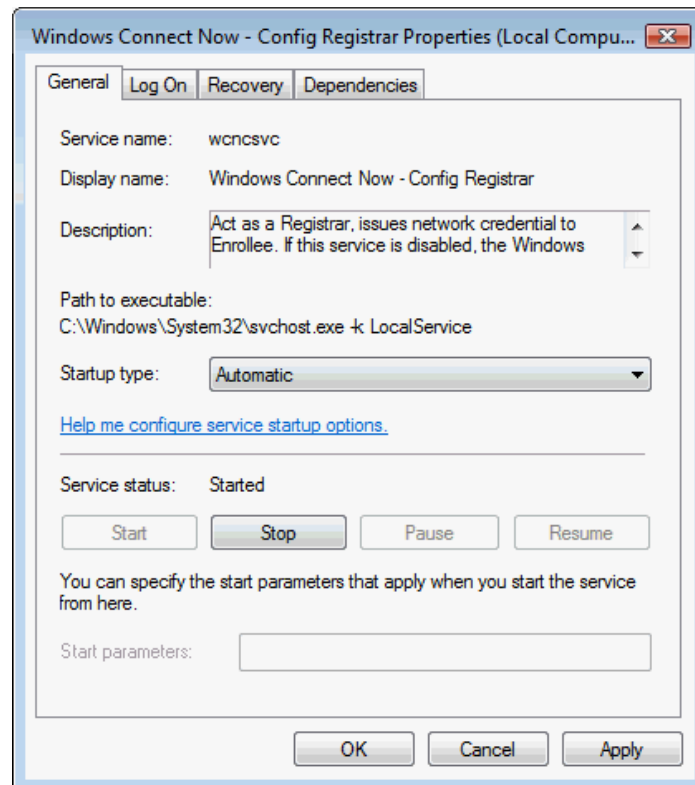 Windows Connect Now - Config Registrar Properties (Local Compu...
General Log On Recovery Dependencies
Service name: wcncsvc
Display name: Windows Connect Now - Config Registrar
Description: Act as a Registrar, issues network credential to
Enrollee. If this service is disabled, the Windows
Path to executable:
C:\Windows\System32\svchost.exe -k LocalService
Startup type: Automatic
Help me configure service startup options.
Service status: Started
Start Stop Pause Resume
You can specify the start parameters that apply when you start the service
from here.
Start parameters:
OK Cancel Apply